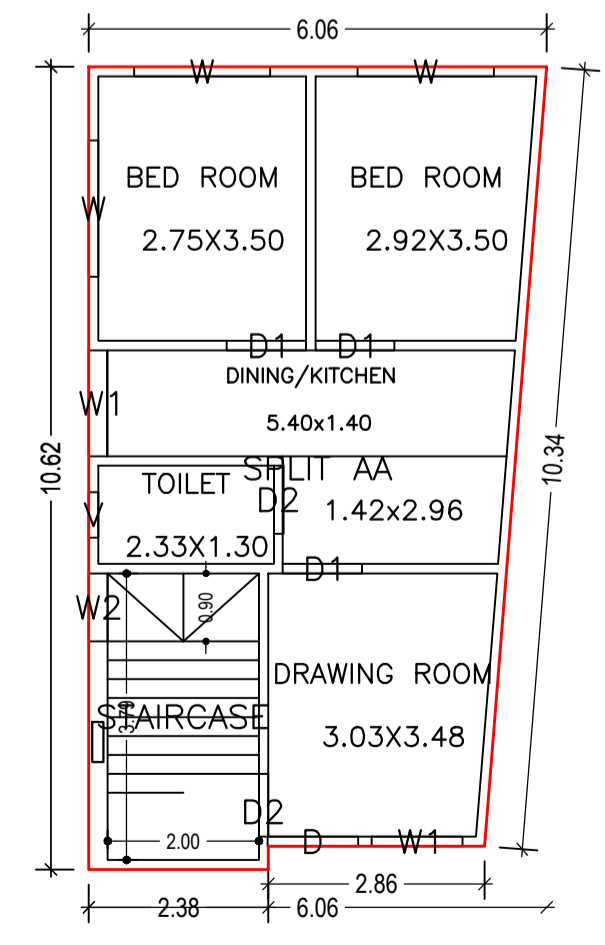 6.06
W W
BED ROOM BED ROOM
W
2.75X3.50 2.92X3.50
D1 D1
DINING/KITCHEN
W1
5.40x1.40
10.62
10.34
SPLIT AA
TOILET
D2
V
1.42x2.96
2.33X1.30
D1
W2
0.90
DRAWING ROOM
3.79
STAIRCASE
3.03X3.48
D2
2.00
D W1
2.86
2.38 6.06